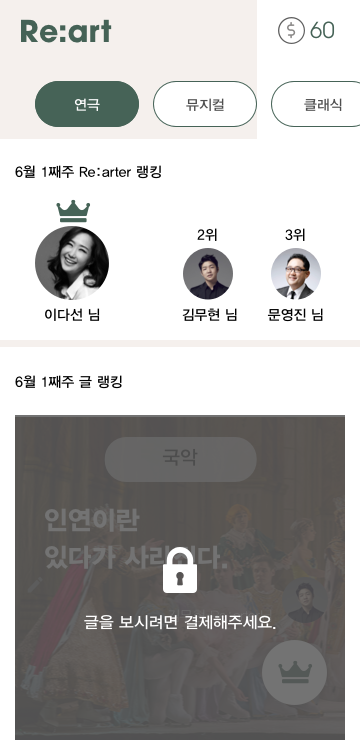 Re:art
$ 60
연극
뮤지컬
클래식
6월 1째주 Re:arter 랭킹
2위
3위
이다선 님
김무현 님
문영진 님
6월 1째주 글 랭킹
국악
인연이란
있다가 사라진다.
글을 보시려면 결제해주세요.